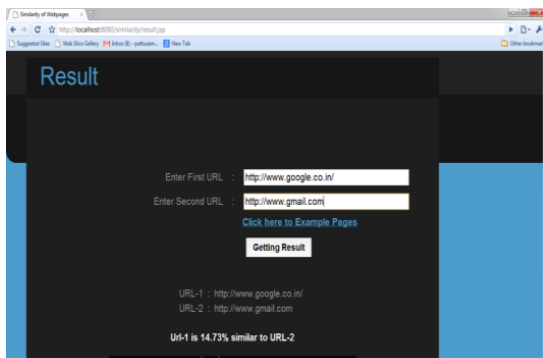 Similarity of Webpages
http://localhost:8080/similarity/result.jsp
Suggested Sites Web Slice Gallery Inbox (6) - New Tab Other bookmar
Result
Enter First URL : http://www.google.co.in/
Enter Second URL : http://www.gmail.com
Click here to Example Pages
Getting Result
URL-1 : http://www.google.co.in/
URL-2 : http://www.gmail.com
Url-1 is 14.73% similar to URL-2